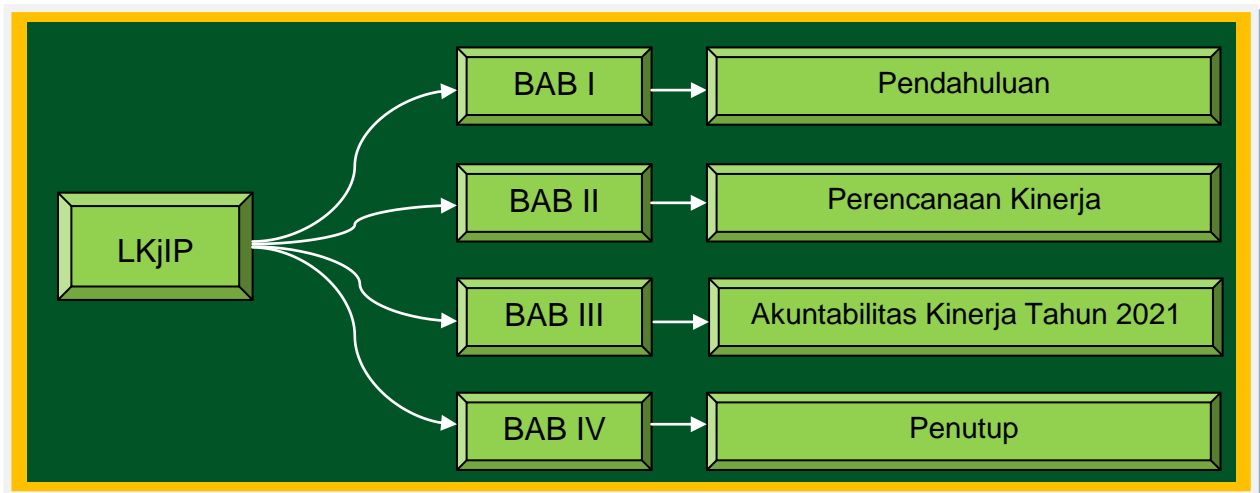 LKjIP
BAB I
Pendahuluan
BAB II
Perencanaan Kinerja
BAB III
Akuntabilitas Kinerja Tahun 2021
BAB IV
Penutup